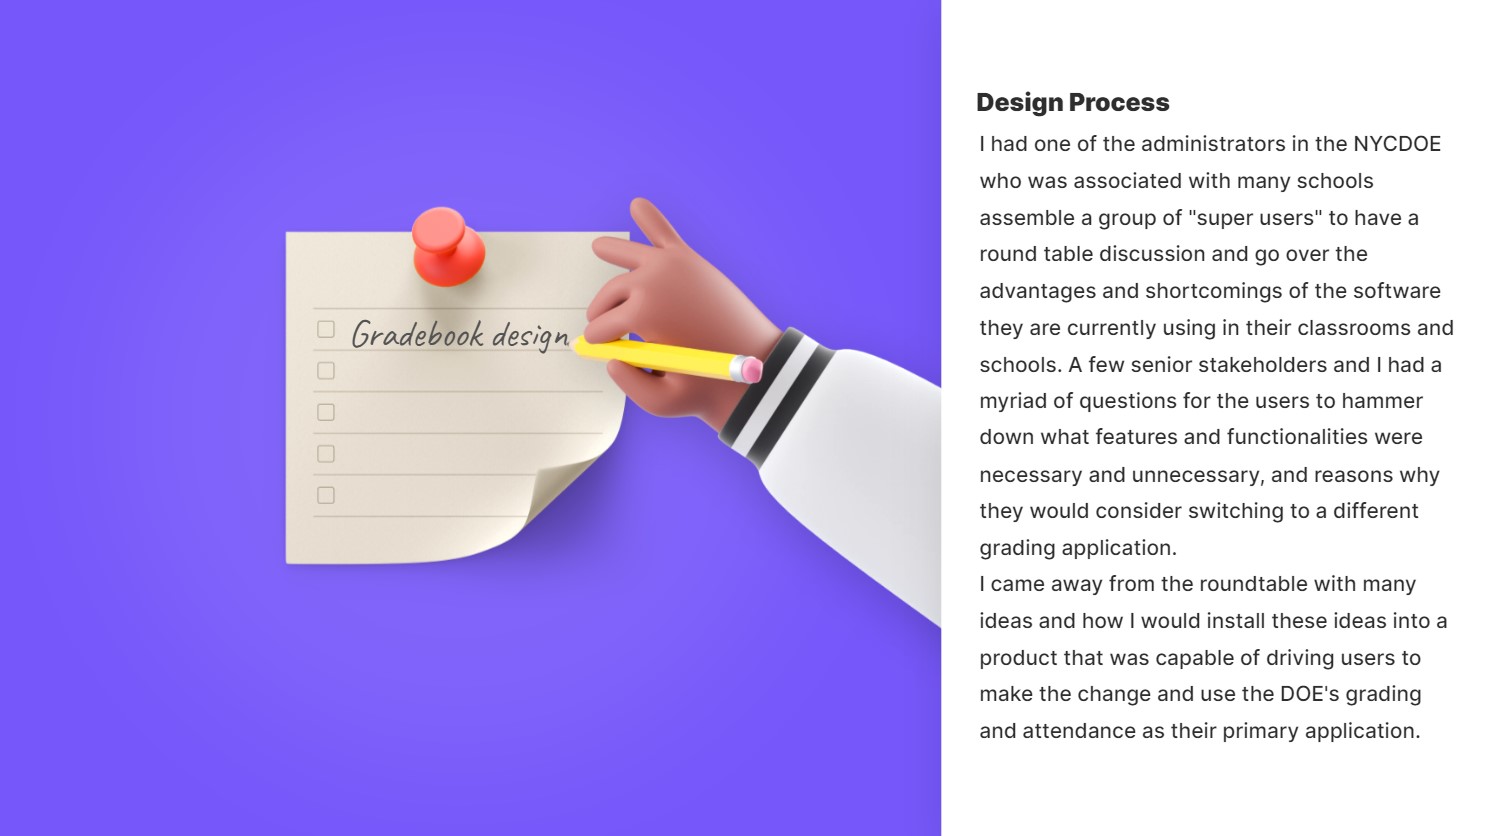 Gradebook design
Design Process
I had one of the administrators in the NYCDOE
who was associated with many schools
assemble a group of "super users" to have a
round table discussion and go over the
advantages and shortcomings of the software
they are currently using in their classrooms and
schools. A few senior stakeholders and I had a
myriad of questions for the users to hammer
down what features and functionalities were
necessary and unnecessary, and reasons why
they would consider switching to a different
grading application.
I came away from the roundtable with many
ideas and how I would install these ideas into a
product that was capable of driving users to
make the change and use the DOE's grading
and attendance as their primary application.